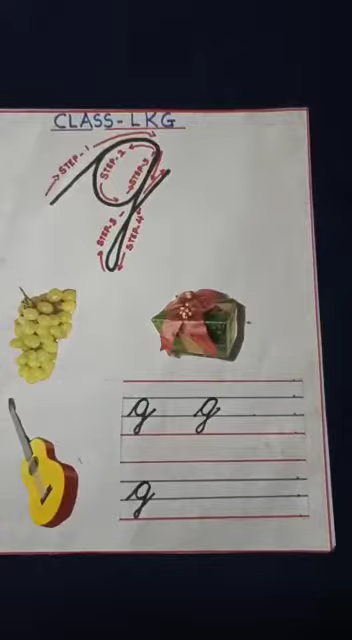 CLASS-LKG
STEP-1
STEP-2
STEP-3
STEP-5
STEP-4
g g
g